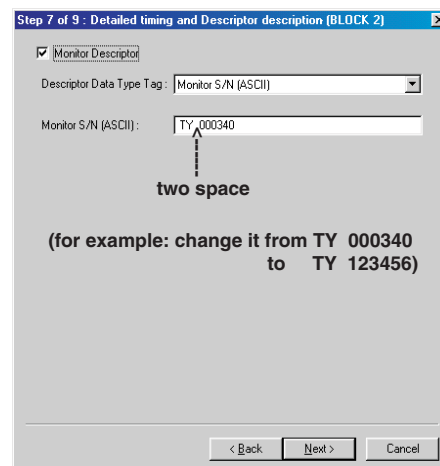 Step 7 of 9 : Detailed timing and Descriptor description (BLOCK 2)
Monitor Descriptor
Descriptor Data Type Tag : Monitor S/N (ASCII)
Monitor S/N (ASCII) : TY  000340
two space
(for example: change it from TY  000340
to TY  123456)
< Back Next > Cancel